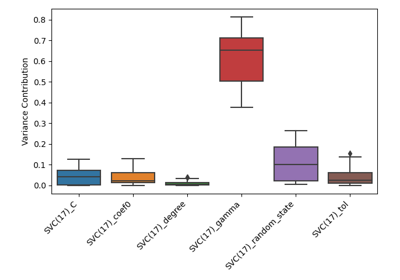 0.8
0.7
0.6
0.5
0.4
0.3
0.2
0.1
0.0
Variance Contribution
SVC(17)_C
SVC(17)_coef0
SVC(17)_degree
SVC(17)_gamma
SVC(17)_random_state
SVC(17)_tol